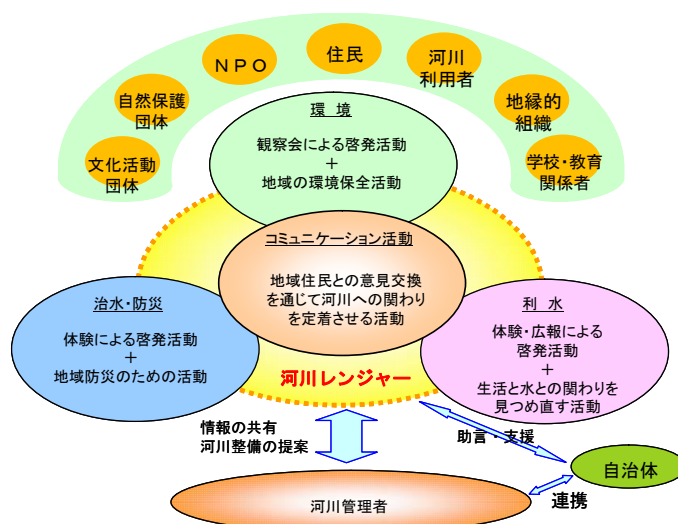 文化活動
団体
自然保護
団体
ＮＰＯ
住民
河川
利用者
地縁的
組織
学校・教育
関係者
環 境
観察会による啓発活動
＋
地域の環境保全活動
コミュニケーション活動
地域住民との意見交換
を通じて河川への関わり
を定着させる活動
治水・防災
体験による啓発活動
＋
地域防災のための活動
利 水
体験・広報による
啓発活動
＋
生活と水との関わりを
見つめ直す活動
河川レンジャー
情報の共有
河川整備の提案
助言・支援
自治体
連携
河川管理者